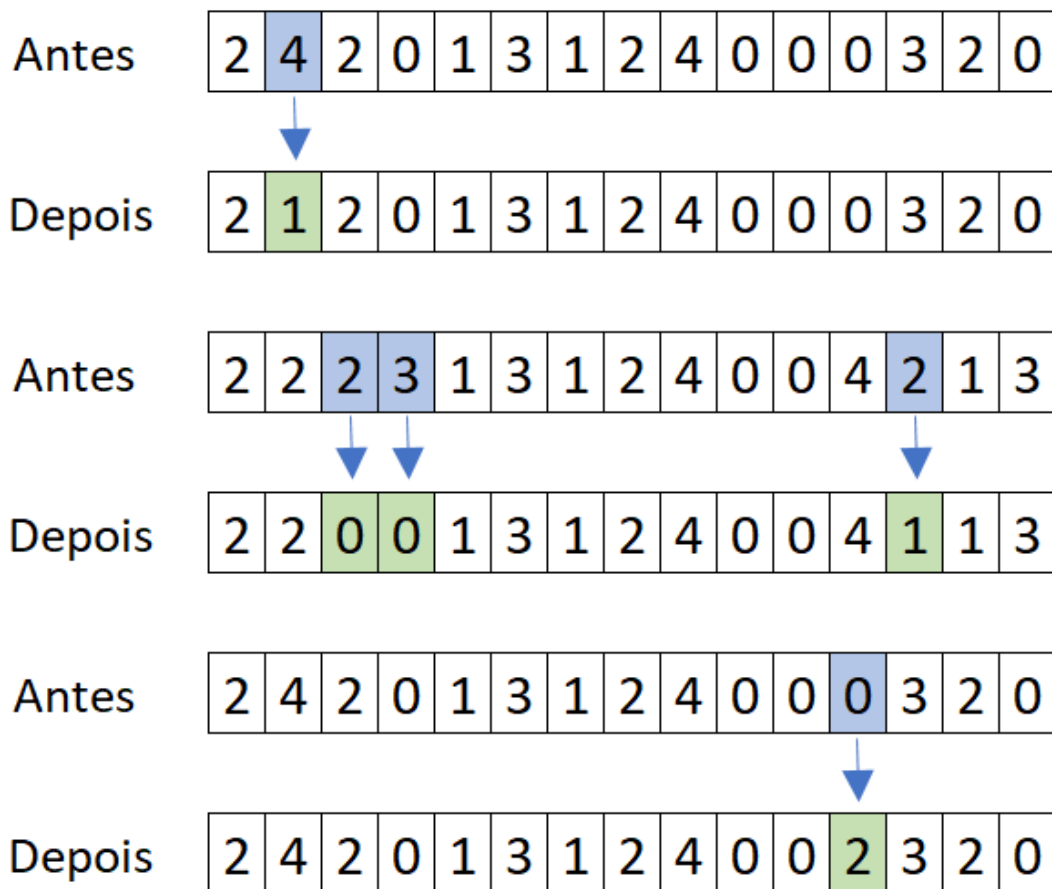 Antes 2 4 2 0 1 3 1 2 4 0 0 0 3 2 0
Depois 2 1 2 0 1 3 1 2 4 0 0 0 3 2 0
Antes 2 2 2 3 1 3 1 2 4 0 0 4 2 1 3
Depois 2 2 0 0 1 3 1 2 4 0 0 4 1 1 3
Antes 2 4 2 0 1 3 1 2 4 0 0 0 3 2 0
Depois 2 4 2 0 1 3 1 2 4 0 0 2 3 2 0